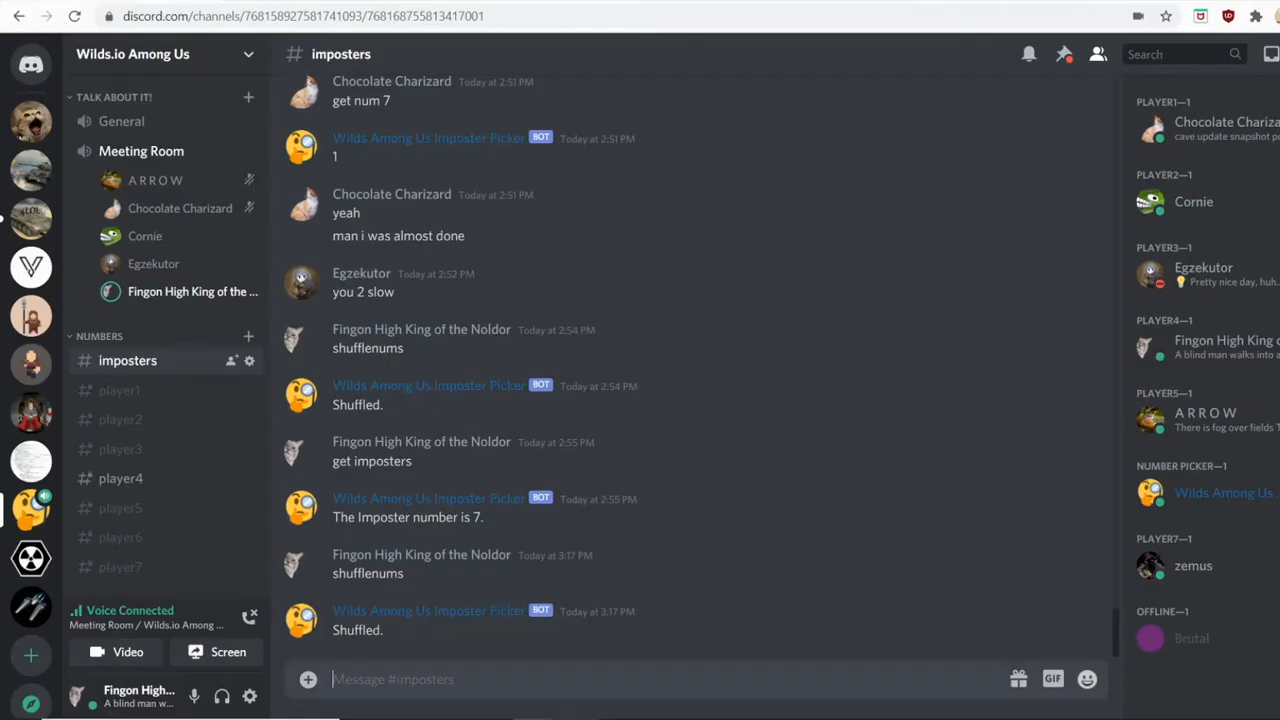 discord.com/channels/768158927581741093/768168755813417001
Wilds.io Among Us
imposters
Search
TALK ABOUT IT!
General
Meeting Room
A R R O W
Chocolate Charizard
Cornie
Egzekutor
Fingon High King of the ...
NUMBERS
imposters
player1
player2
player3
player4
player5
player6
player7
Voice Connected
Meeting Room / Wilds.io Among ...
Video
Screen
Fingon High...
A blind man w...
Chocolate Charizard Today at 2:51 PM
get num 7
Wilds Among Us Imposter Picker BOT Today at 2:51 PM
1
Chocolate Charizard Today at 2:51 PM
yeah
man i was almost done
Egzekutor Today at 2:52 PM
you 2 slow
Fingon High King of the Noldor Today at 2:54 PM
shufflenums
Wilds Among Us Imposter Picker BOT Today at 2:54 PM
Shuffled.
Fingon High King of the Noldor Today at 2:55 PM
get imposters
Wilds Among Us Imposter Picker BOT Today at 2:55 PM
The Imposter number is 7.
Fingon High King of the Noldor Today at 3:17 PM
shufflenums
Wilds Among Us Imposter Picker BOT Today at 3:17 PM
Shuffled.
Message #imposters
GIF
PLAYER1—1
Chocolate Chariza
cave update snapshot po
PLAYER2—1
Cornie
PLAYER3—1
Egzekutor
Pretty nice day, huh..
PLAYER4—1
Fingon High King o
A blind man walks into a
PLAYER5—1
A R R O W
There is fog over fields T
NUMBER PICKER—1
Wilds Among Us
PLAYER7—1
zemus
OFFLINE—1
Brutal